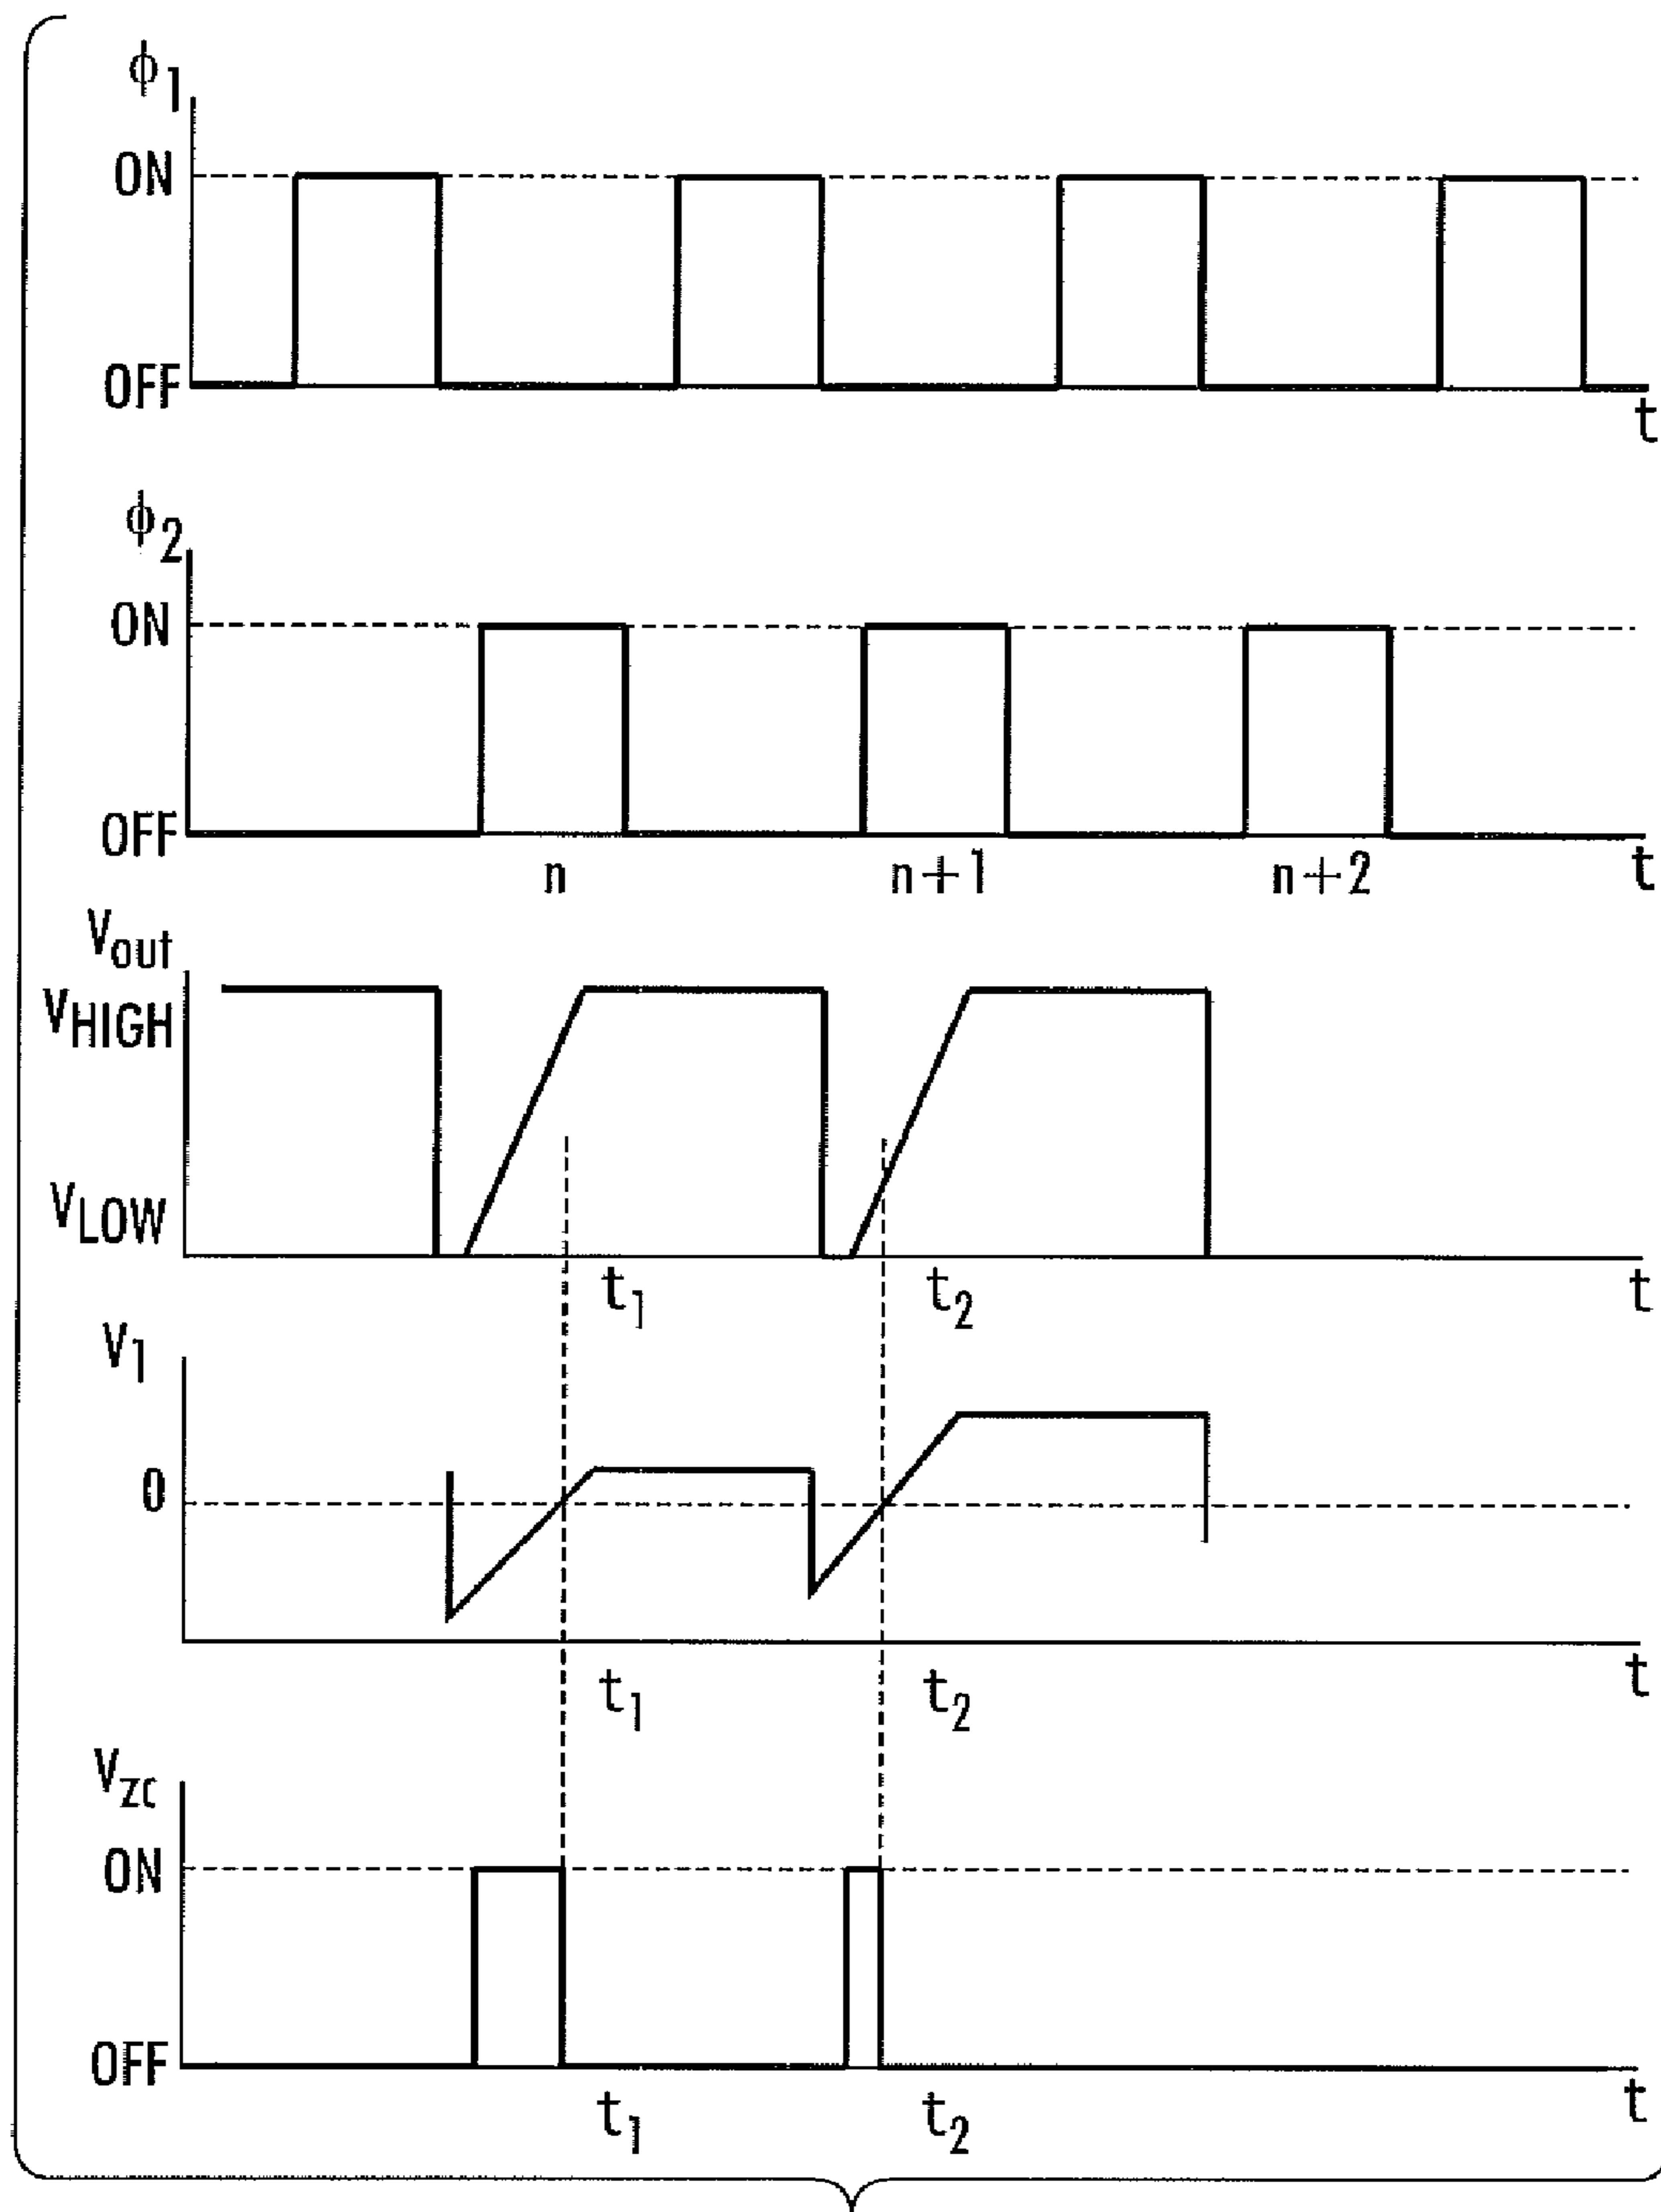 ϕ1
ON
OFF
t
ϕ2
ON
OFF
n n+1 n+2 t
Vout
VHIGH
VLOW
t1 t2 t
V1
0
t1 t2 t
Vzc
ON
OFF
t1 t2 t